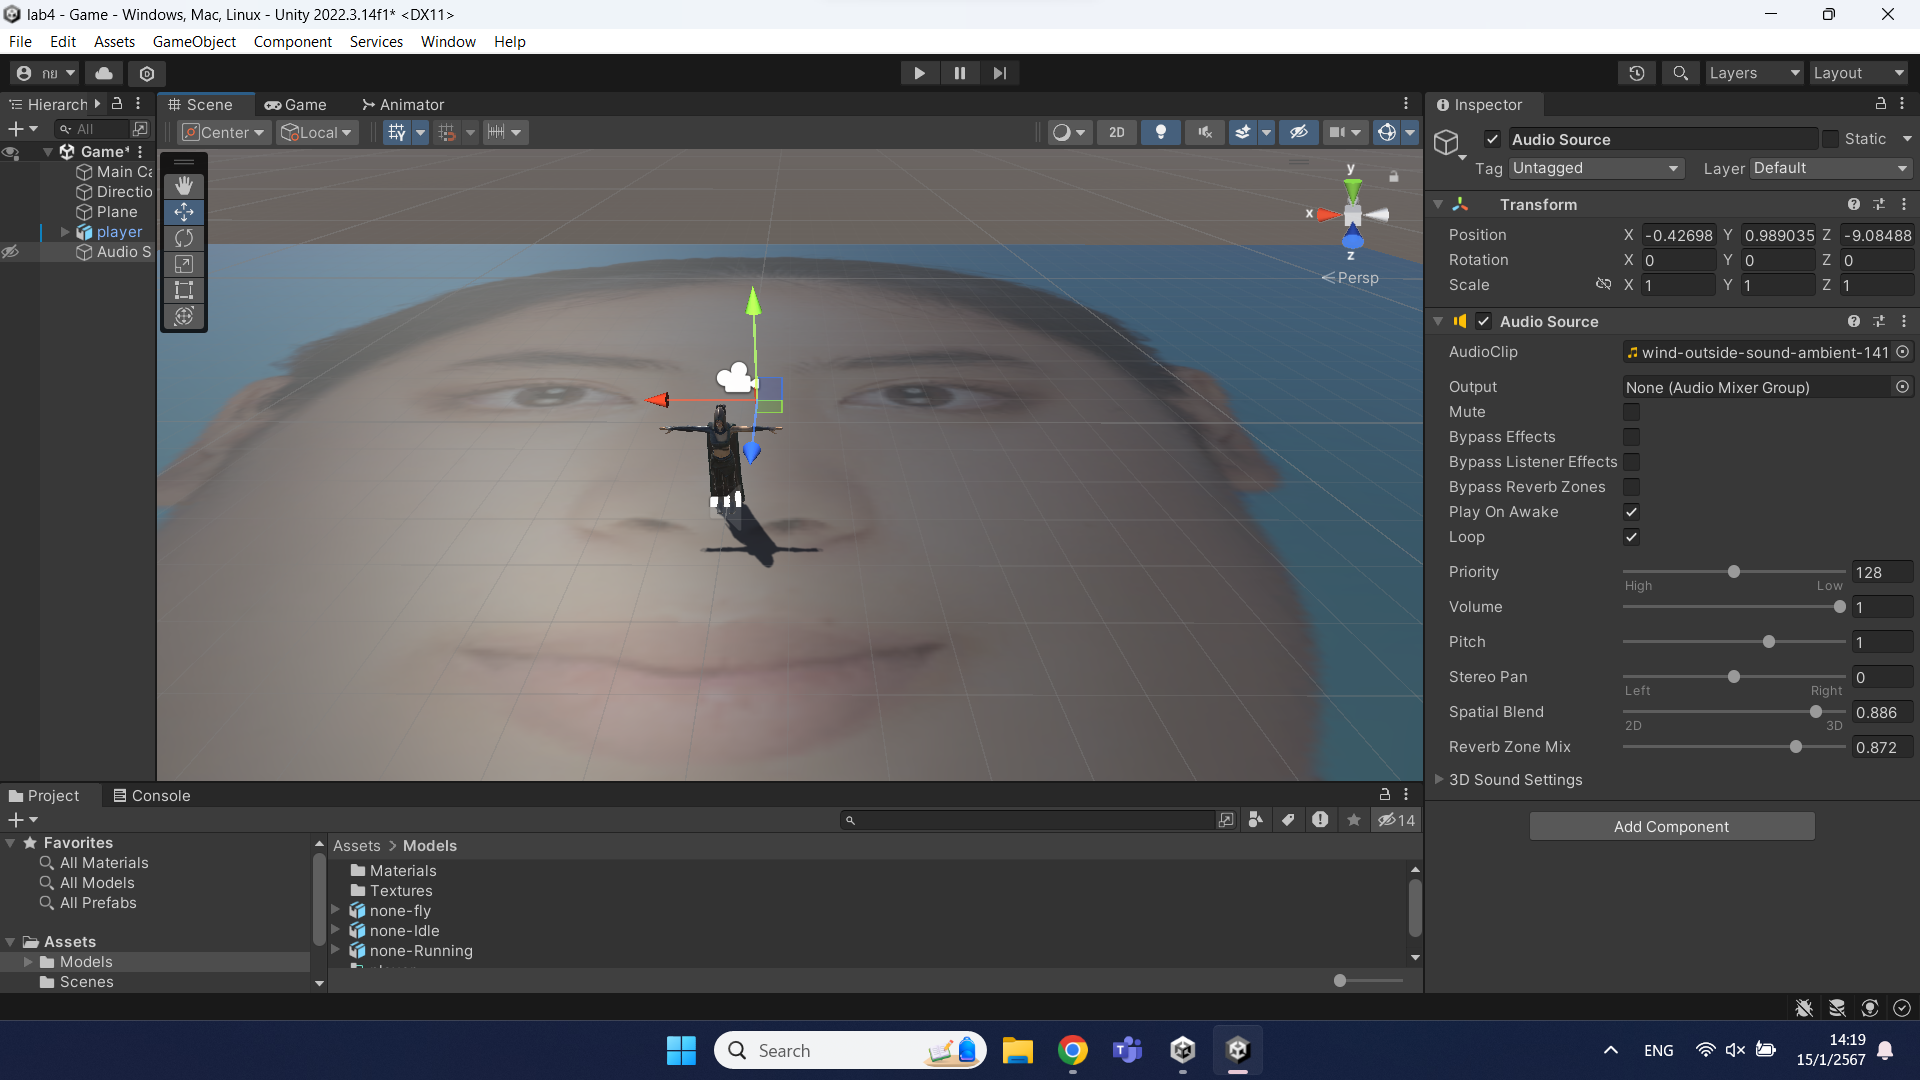 lab4 - Game - Windows, Mac, Linux - Unity 2022.3.14f1* <DX11>
File Edit Assets GameObject Component Services Window Help
กย
Layers
Layout
Hierarch
Scene
Game
Animator
Inspector
All
Center
Local
2D
Audio Source
Static
Tag Untagged
Layer Default
Game*
Main Ca
Directio
Plane
player
Audio S
y
x
z
Persp
Transform
Position X -0.42698 Y 0.989035 Z -9.08488
Rotation X 0 Y 0 Z 0
Scale X 1 Y 1 Z 1
Audio Source
AudioClip wind-outside-sound-ambient-141
Output None (Audio Mixer Group)
Mute
Bypass Effects
Bypass Listener Effects
Bypass Reverb Zones
Play On Awake
Loop
Priority 128
High Low
Volume 1
Pitch 1
Stereo Pan 0
Left Right
Spatial Blend 0.886
2D 3D
Reverb Zone Mix 0.872
3D Sound Settings
Add Component
Project
Console
14
Favorites
All Materials
All Models
All Prefabs
Assets
Models
Scenes
Assets > Models
Materials
Textures
none-fly
none-Idle
none-Running
Search
ENG
14:19
15/1/2567